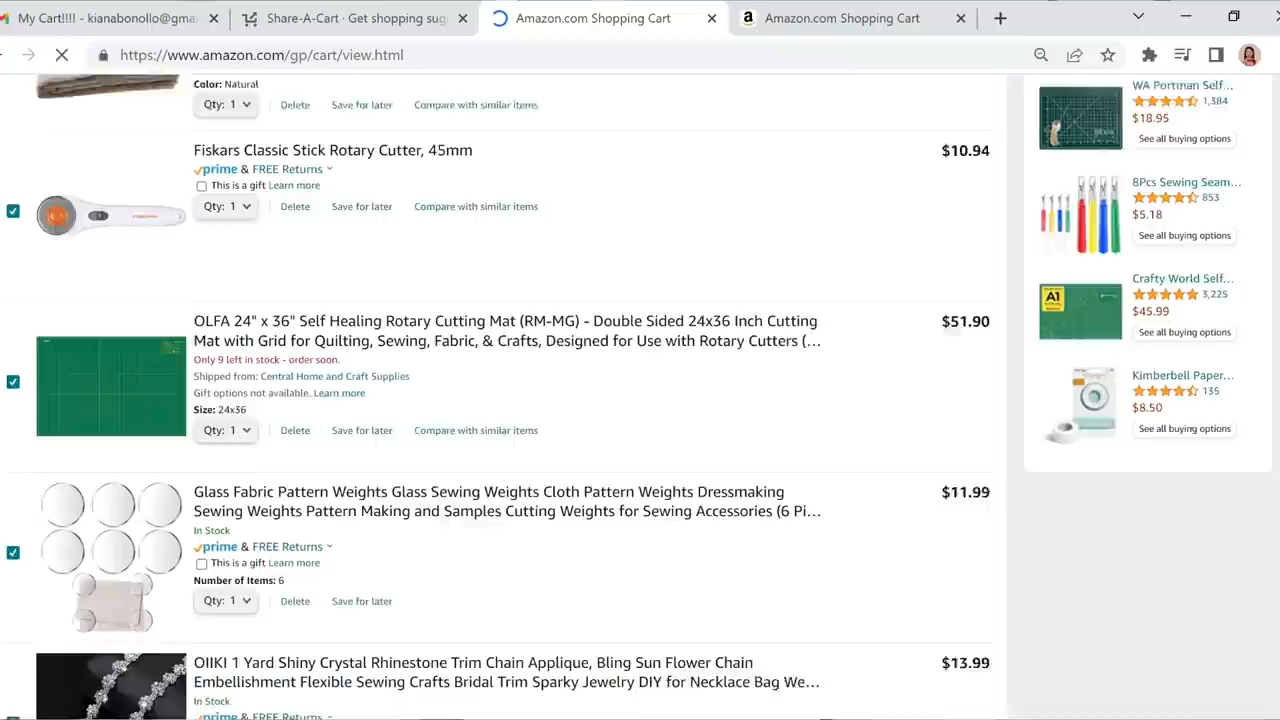 My Cart!!!! - kianabonollo@gma
Share-A-Cart · Get shopping sug
Amazon.com Shopping Cart
Amazon.com Shopping Cart
https://www.amazon.com/gp/cart/view.html
Color: Natural
Qty: 1
Delete
Save for later
Compare with similar items
Fiskars Classic Stick Rotary Cutter, 45mm
$10.94
prime & FREE Returns
This is a gift Learn more
Qty: 1
Delete
Save for later
Compare with similar items
OLFA 24" x 36" Self Healing Rotary Cutting Mat (RM-MG) - Double Sided 24x36 Inch Cutting
Mat with Grid for Quilting, Sewing, Fabric, & Crafts, Designed for Use with Rotary Cutters (...
$51.90
Only 9 left in stock - order soon.
Shipped from: Central Home and Craft Supplies
Gift options not available. Learn more
Size: 24x36
Qty: 1
Delete
Save for later
Compare with similar items
Glass Fabric Pattern Weights Glass Sewing Weights Cloth Pattern Weights Dressmaking
Sewing Weights Pattern Making and Samples Cutting Weights for Sewing Accessories (6 Pi...
$11.99
In Stock
prime & FREE Returns
This is a gift Learn more
Number of Items: 6
Qty: 1
Delete
Save for later
OIIKI 1 Yard Shiny Crystal Rhinestone Trim Chain Applique, Bling Sun Flower Chain
Embellishment Flexible Sewing Crafts Bridal Trim Sparky Jewelry DIY for Necklace Bag We...
$13.99
In Stock
prime & FREE Returns
WA Portman Self...
1,384
$18.95
See all buying options
8Pcs Sewing Seam...
853
$5.18
See all buying options
Crafty World Self...
A1
3,225
$45.99
See all buying options
Kimberbell Paper...
135
$8.50
See all buying options